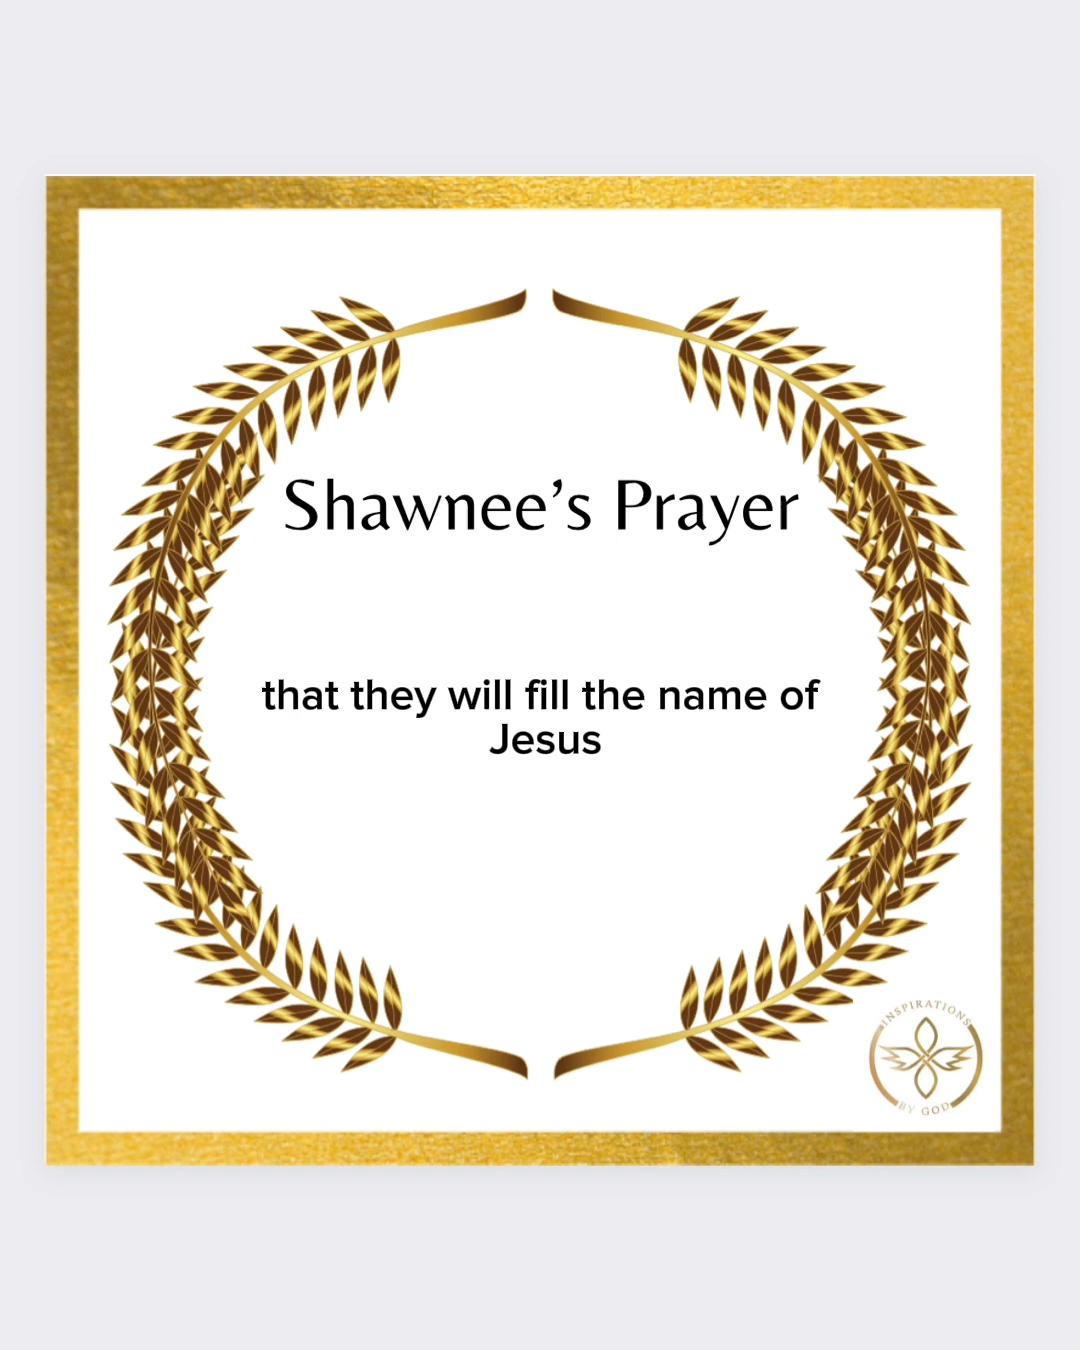 Shawnee’s Prayer
that they will fill the name of
Jesus
INSPIRATIONS
BY GOD